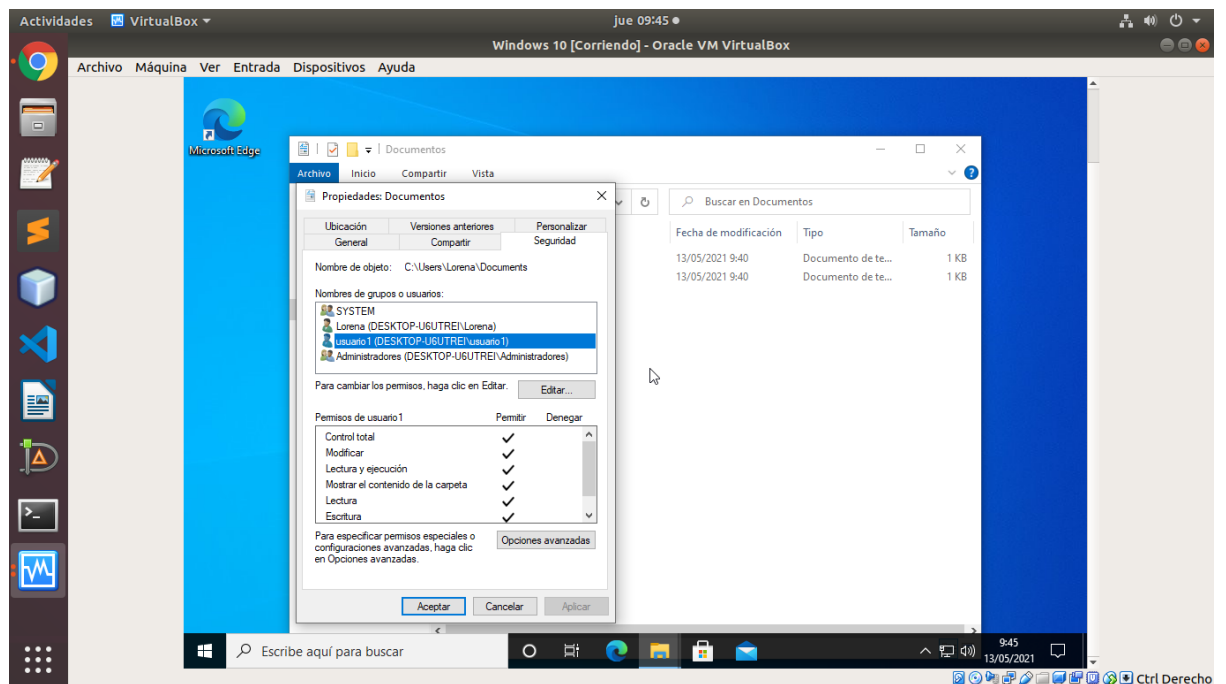 Actividades VirtualBox jue 09:45
Windows 10 [Corriendo] - Oracle VM VirtualBox
Archivo Máquina Ver Entrada Dispositivos Ayuda
Microsoft Edge
Documentos
Archivo Inicio Compartir Vista
Propiedades: Documentos
Buscar en Documentos
Ubicación Versiones anteriores Personalizar
General Compartir Seguridad
Fecha de modificación Tipo Tamaño
13/05/2021 9:40 Documento de te... 1 KB
13/05/2021 9:40 Documento de te... 1 KB
Nombre de objeto: C:\Users\Lorena\Documents
Nombres de grupos o usuarios:
SYSTEM
Lorena (DESKTOP-U6UTREI\Lorena)
usuario1 (DESKTOP-U6UTREI\usuario1)
Administradores (DESKTOP-U6UTREI\Administradores)
Para cambiar los permisos, haga clic en Editar. Editar...
Permisos de usuario1 Permitir Denegar
Control total
Modificar
Lectura y ejecución
Mostrar el contenido de la carpeta
Lectura
Escritura
Para especificar permisos especiales o
configuraciones avanzadas, haga clic
en Opciones avanzadas.
Opciones avanzadas
Aceptar Cancelar Aplicar
Escribe aquí para buscar
9:45
13/05/2021
Ctrl Derecho